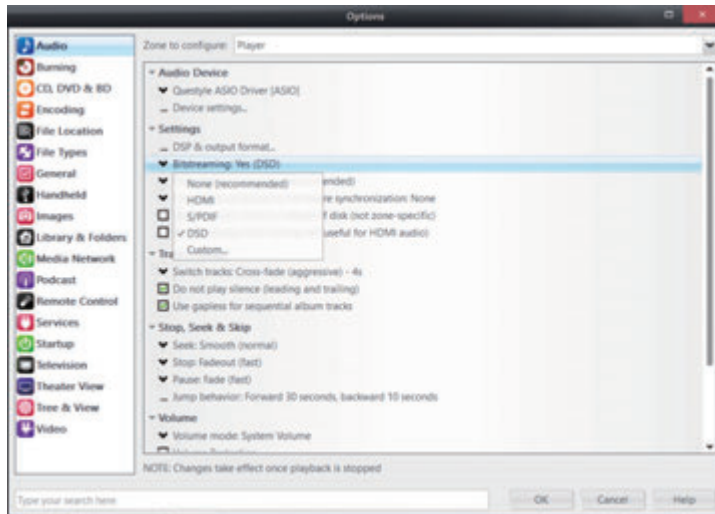 Options
Audio
Burning
CD, DVD & BD
Encoding
File Location
File Types
General
Handheld
Images
Library & Folders
Media Network
Podcast
Remote Control
Services
Startup
Television
Theater View
Tree & View
Video
Zone to configure: Player
Audio Device
Questyle ASIO Driver [ASIO]
Device settings...
Settings
DSP & output format...
Bitstreaming: Yes (DSD)
None (recommended)
HDMI
S/PDIF
DSD
Custom...
ended)
re synchronization: None
f disk (not zone-specific)
useful for HDMI audio)
Tra
Switch tracks: Cross-fade (aggressive) - 4s
Do not play silence (leading and trailing)
Use gapless for sequential album tracks
Stop, Seek & Skip
Seek: Smooth (normal)
Stop: Fadeout (fast)
Pause: Fade (fast)
Jump behavior: Forward 30 seconds, backward 10 seconds
Volume
Volume mode: System Volume
NOTE: Changes take effect once playback is stopped
Type your search here
OK
Cancel
Help